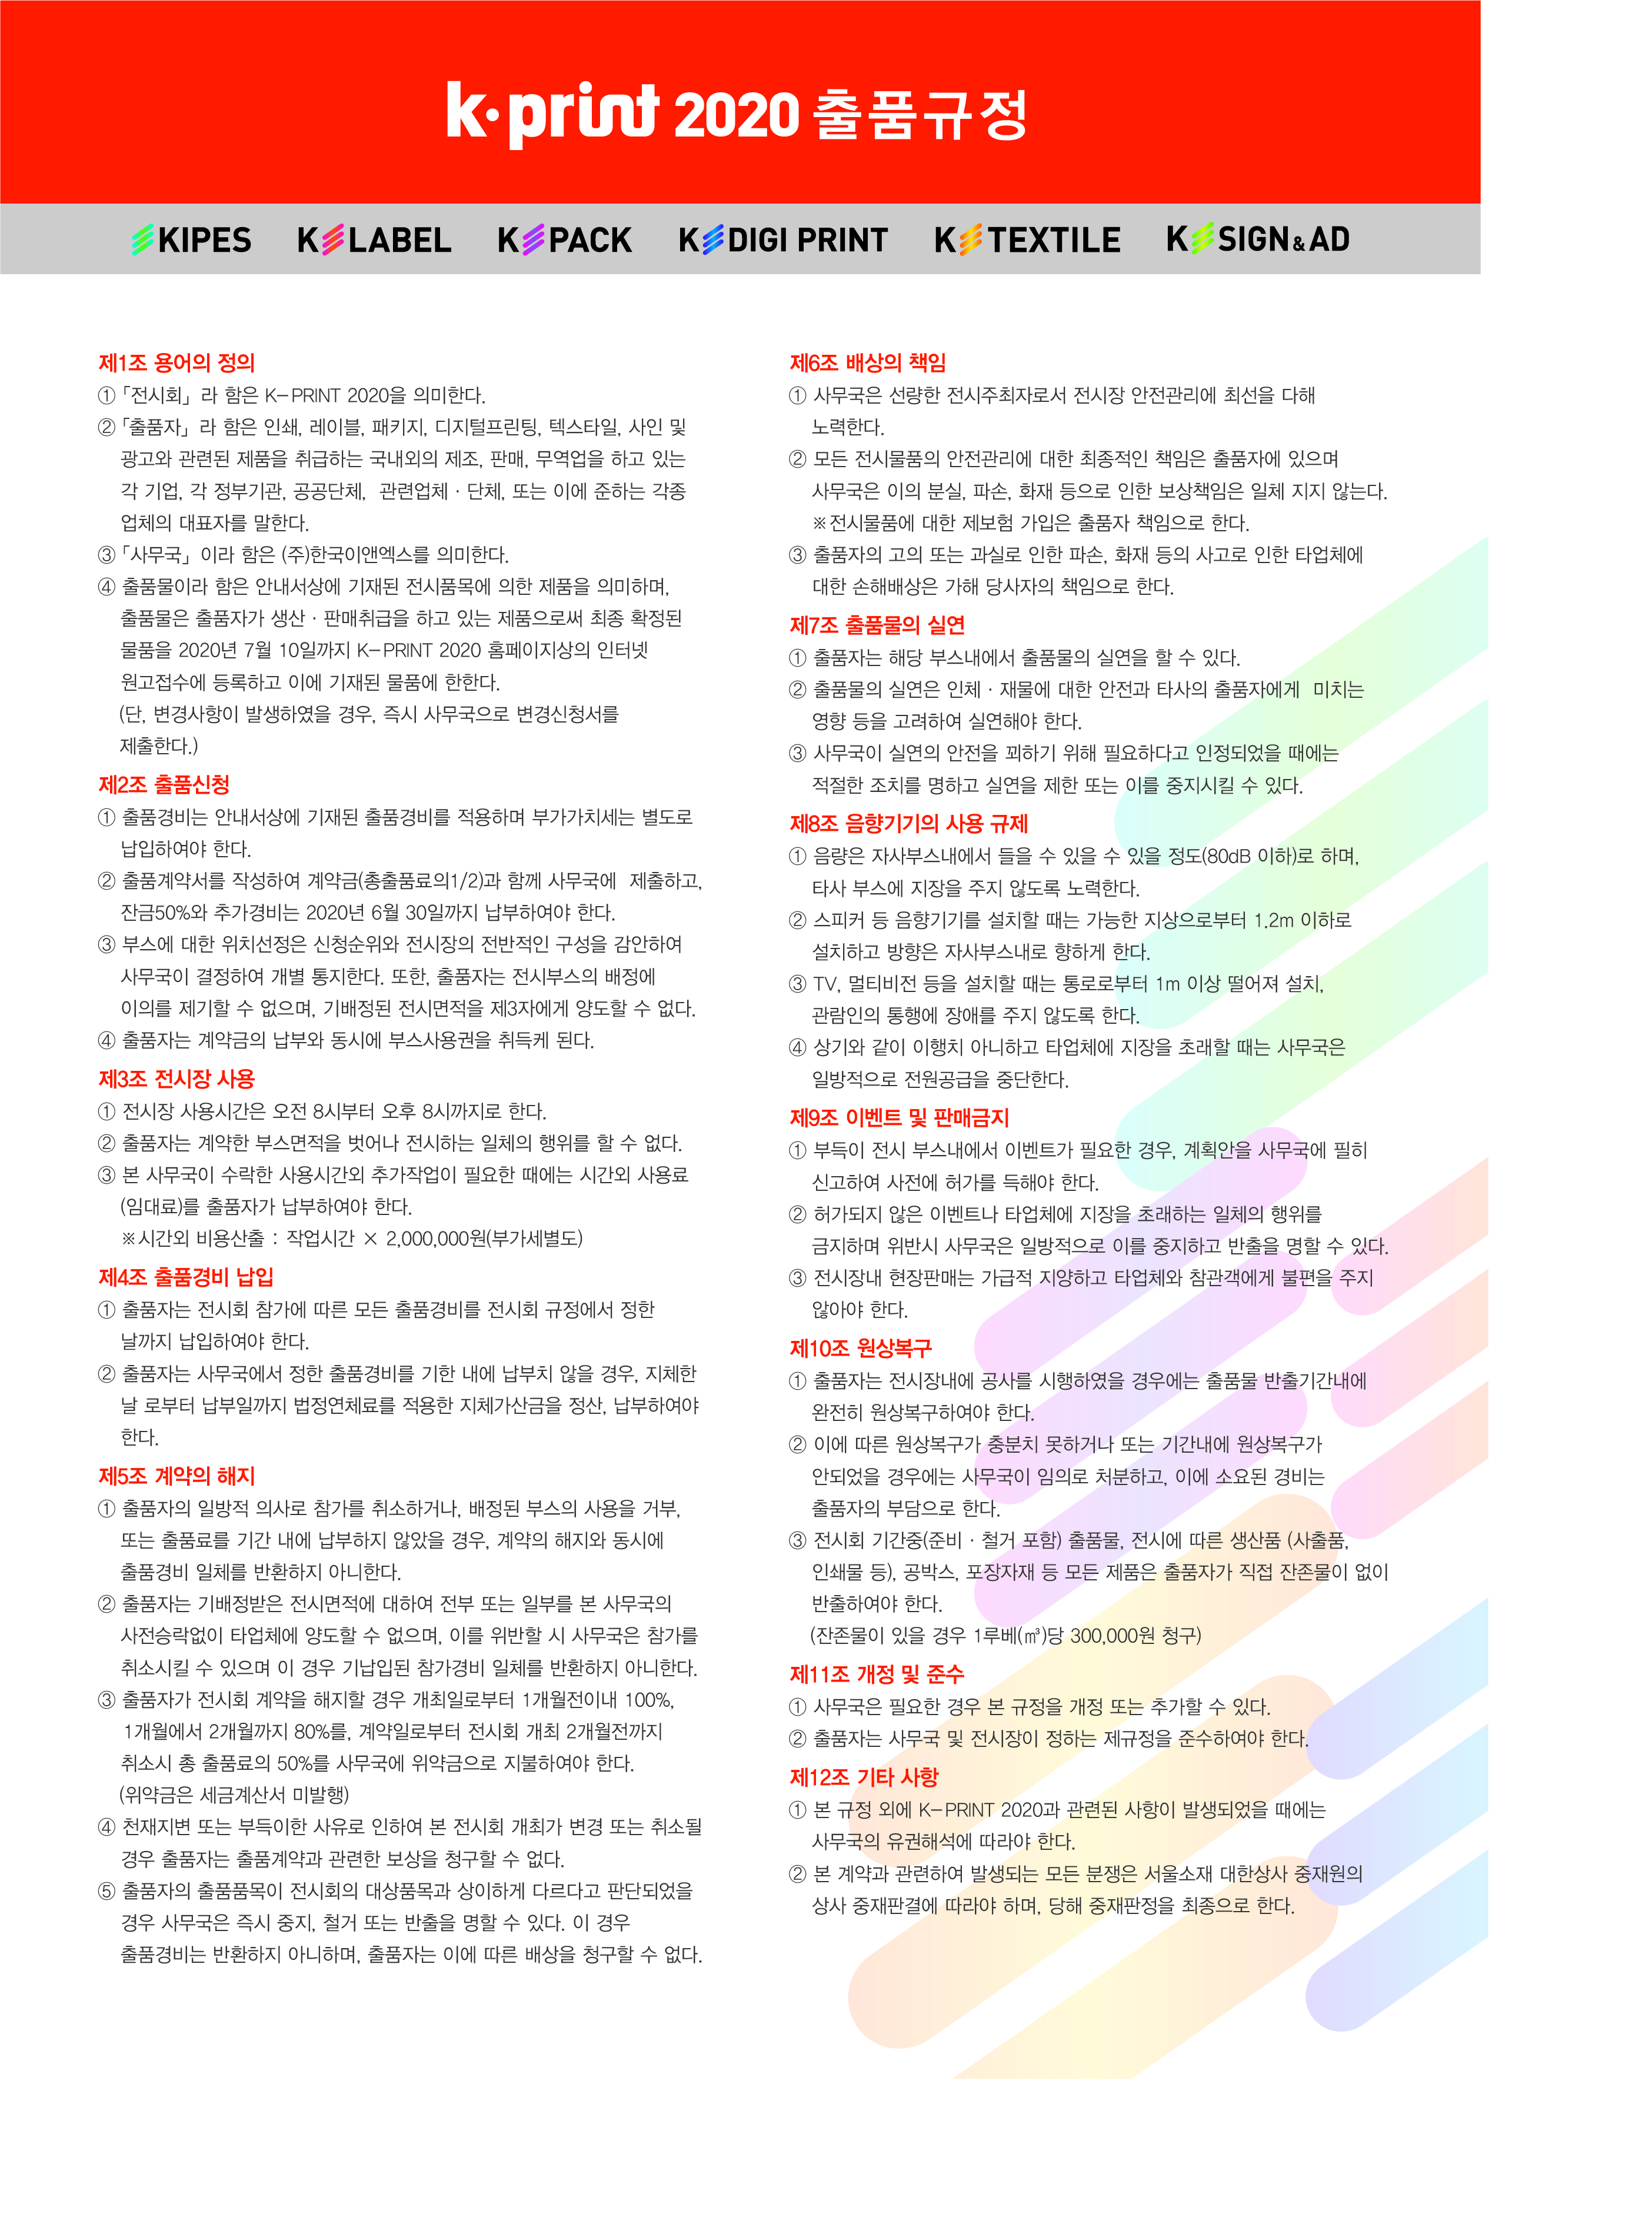 k·print 2020 출품규정
KIPES K LABEL K PACK K DIGI PRINT K TEXTILE K SIGN & AD
제1조 용어의 정의
①「전시회」라 함은 K-PRINT 2020을 의미한다.
②「출품자」라 함은 인쇄, 레이블, 패키지, 디지털프린팅, 텍스타일, 사인 및
광고와 관련된 제품을 취급하는 국내외의 제조, 판매, 무역업을 하고 있는
각 기업, 각 정부기관, 공공단체, 관련업체 · 단체, 또는 이에 준하는 각종
업체의 대표자를 말한다.
③「사무국」이라 함은 (주)한국이앤엑스를 의미한다.
④ 출품물이라 함은 안내서상에 기재된 전시품목에 의한 제품을 의미하며,
출품물은 출품자가 생산 · 판매취급을 하고 있는 제품으로써 최종 확정된
물품을 2020년 7월 10일까지 K-PRINT 2020 홈페이지상의 인터넷
원고접수에 등록하고 이에 기재된 물품에 한한다.
(단, 변경사항이 발생하였을 경우, 즉시 사무국으로 변경신청서를
제출한다.)
제2조 출품신청
① 출품경비는 안내서상에 기재된 출품경비를 적용하며 부가가치세는 별도로
납입하여야 한다.
② 출품계약서를 작성하여 계약금(총출품료의1/2)과 함께 사무국에 제출하고,
잔금50%와 추가경비는 2020년 6월 30일까지 납부하여야 한다.
③ 부스에 대한 위치선정은 신청순위와 전시장의 전반적인 구성을 감안하여
사무국이 결정하여 개별 통지한다. 또한, 출품자는 전시부스의 배정에
이의를 제기할 수 없으며, 기배정된 전시면적을 제3자에게 양도할 수 없다.
④ 출품자는 계약금의 납부와 동시에 부스사용권을 취득케 된다.
제3조 전시장 사용
① 전시장 사용시간은 오전 8시부터 오후 8시까지로 한다.
② 출품자는 계약한 부스면적을 벗어나 전시하는 일체의 행위를 할 수 없다.
③ 본 사무국이 수락한 사용시간외 추가작업이 필요한 때에는 시간외 사용료
(임대료)를 출품자가 납부하여야 한다.
※시간외 비용산출 : 작업시간 × 2,000,000원(부가세별도)
제4조 출품경비 납입
① 출품자는 전시회 참가에 따른 모든 출품경비를 전시회 규정에서 정한
날까지 납입하여야 한다.
② 출품자는 사무국에서 정한 출품경비를 기한 내에 납부치 않을 경우, 지체한
날 로부터 납부일까지 법정연체료를 적용한 지체가산금을 정산, 납부하여야
한다.
제5조 계약의 해지
① 출품자의 일방적 의사로 참가를 취소하거나, 배정된 부스의 사용을 거부,
또는 출품료를 기간 내에 납부하지 않았을 경우, 계약의 해지와 동시에
출품경비 일체를 반환하지 아니한다.
② 출품자는 기배정받은 전시면적에 대하여 전부 또는 일부를 본 사무국의
사전승락없이 타업체에 양도할 수 없으며, 이를 위반할 시 사무국은 참가를
취소시킬 수 있으며 이 경우 기납입된 참가경비 일체를 반환하지 아니한다.
③ 출품자가 전시회 계약을 해지할 경우 개최일로부터 1개월전이내 100%,
1개월에서 2개월까지 80%를, 계약일로부터 전시회 개최 2개월전까지
취소시 총 출품료의 50%를 사무국에 위약금으로 지불하여야 한다.
(위약금은 세금계산서 미발행)
④ 천재지변 또는 부득이한 사유로 인하여 본 전시회 개최가 변경 또는 취소될
경우 출품자는 출품계약과 관련한 보상을 청구할 수 없다.
⑤ 출품자의 출품품목이 전시회의 대상품목과 상이하게 다르다고 판단되었을
경우 사무국은 즉시 중지, 철거 또는 반출을 명할 수 있다. 이 경우
출품경비는 반환하지 아니하며, 출품자는 이에 따른 배상을 청구할 수 없다.
제6조 배상의 책임
① 사무국은 선량한 전시주최자로서 전시장 안전관리에 최선을 다해
노력한다.
② 모든 전시물품의 안전관리에 대한 최종적인 책임은 출품자에 있으며
사무국은 이의 분실, 파손, 화재 등으로 인한 보상책임은 일체 지지 않는다.
※전시물품에 대한 제보험 가입은 출품자 책임으로 한다.
③ 출품자의 고의 또는 과실로 인한 파손, 화재 등의 사고로 인한 타업체에
대한 손해배상은 가해 당사자의 책임으로 한다.
제7조 출품물의 실연
① 출품자는 해당 부스내에서 출품물의 실연을 할 수 있다.
② 출품물의 실연은 인체 · 재물에 대한 안전과 타사의 출품자에게 미치는
영향 등을 고려하여 실연해야 한다.
③ 사무국이 실연의 안전을 꾀하기 위해 필요하다고 인정되었을 때에는
적절한 조치를 명하고 실연을 제한 또는 이를 중지시킬 수 있다.
제8조 음향기기의 사용 규제
① 음량은 자사부스내에서 들을 수 있을 수 있을 정도(80dB 이하)로 하며,
타사 부스에 지장을 주지 않도록 노력한다.
② 스피커 등 음향기기를 설치할 때는 가능한 지상으로부터 1.2m 이하로
설치하고 방향은 자사부스내로 향하게 한다.
③ TV, 멀티비전 등을 설치할 때는 통로로부터 1m 이상 떨어져 설치,
관람인의 통행에 장애를 주지 않도록 한다.
④ 상기와 같이 이행치 아니하고 타업체에 지장을 초래할 때는 사무국은
일방적으로 전원공급을 중단한다.
제9조 이벤트 및 판매금지
① 부득이 전시 부스내에서 이벤트가 필요한 경우, 계획안을 사무국에 필히
신고하여 사전에 허가를 득해야 한다.
② 허가되지 않은 이벤트나 타업체에 지장을 초래하는 일체의 행위를
금지하며 위반시 사무국은 일방적으로 이를 중지하고 반출을 명할 수 있다.
③ 전시장내 현장판매는 가급적 지양하고 타업체와 참관객에게 불편을 주지
않아야 한다.
제10조 원상복구
① 출품자는 전시장내에 공사를 시행하였을 경우에는 출품물 반출기간내에
완전히 원상복구하여야 한다.
② 이에 따른 원상복구가 충분치 못하거나 또는 기간내에 원상복구가
안되었을 경우에는 사무국이 임의로 처분하고, 이에 소요된 경비는
출품자의 부담으로 한다.
③ 전시회 기간중(준비 · 철거 포함) 출품물, 전시에 따른 생산품 (사출품,
인쇄물 등), 공박스, 포장자재 등 모든 제품은 출품자가 직접 잔존물이 없이
반출하여야 한다.
(잔존물이 있을 경우 1루베(㎥)당 300,000원 청구)
제11조 개정 및 준수
① 사무국은 필요한 경우 본 규정을 개정 또는 추가할 수 있다.
② 출품자는 사무국 및 전시장이 정하는 제규정을 준수하여야 한다.
제12조 기타 사항
① 본 규정 외에 K-PRINT 2020과 관련된 사항이 발생되었을 때에는
사무국의 유권해석에 따라야 한다.
② 본 계약과 관련하여 발생되는 모든 분쟁은 서울소재 대한상사 중재원의
상사 중재판결에 따라야 하며, 당해 중재판정을 최종으로 한다.